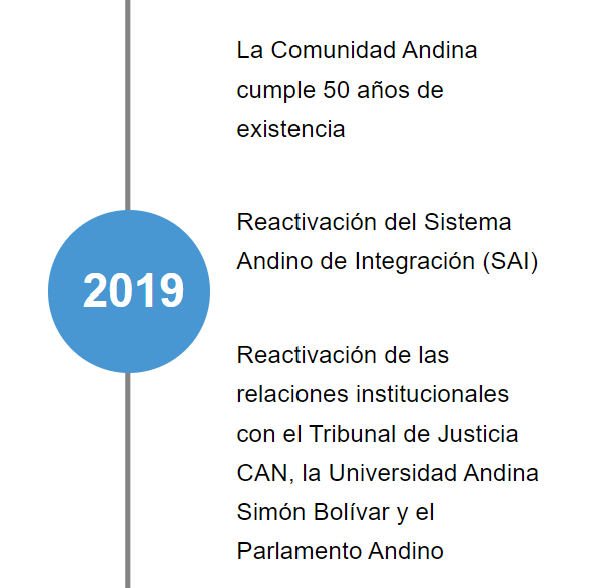 La Comunidad Andina
cumple 50 años de
existencia
2019
Reactivación del Sistema
Andino de Integración (SAI)
Reactivación de las
relaciones institucionales
con el Tribunal de Justicia
CAN, la Universidad Andina
Simón Bolívar y el
Parlamento Andino